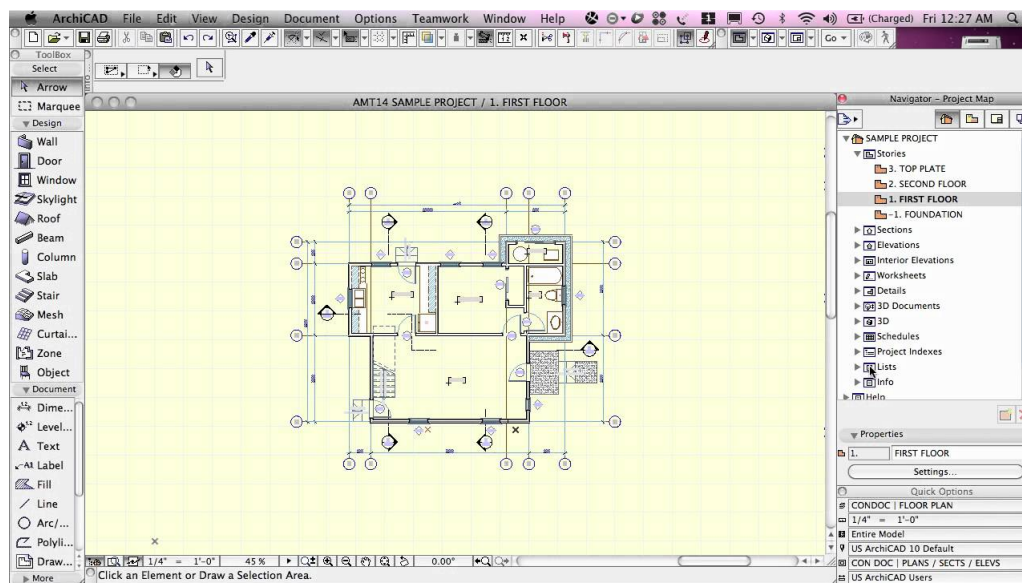 ArchiCAD File Edit View Design Document Options Teamwork Window Help (Charged) Fri 12:27 AM
Go
ToolBox
Select
Arrow
Marquee
Design
Wall
Door
Window
Skylight
Roof
Beam
Column
Slab
Stair
Mesh
Curtai...
Zone
Object
Document
Dime...
Level...
Text
Label
Fill
Line
Arc/...
Polyli...
Draw...
More
AMT14 SAMPLE PROJECT / 1. FIRST FLOOR
1/4" = 1'-0" 45 % 0.00°
Click an Element or Draw a Selection Area.
Navigator - Project Map
SAMPLE PROJECT
Stories
3. TOP PLATE
2. SECOND FLOOR
1. FIRST FLOOR
-1. FOUNDATION
Sections
Elevations
Interior Elevations
Worksheets
Details
3D Documents
3D
Schedules
Project Indexes
Lists
Info
Help
Properties
1. FIRST FLOOR
Settings...
Quick Options
CONDOC | FLOOR PLAN
1/4" = 1'-0"
Entire Model
US ArchiCAD 10 Default
CON DOC | PLANS / SECTS / ELEVS
US ArchiCAD Users